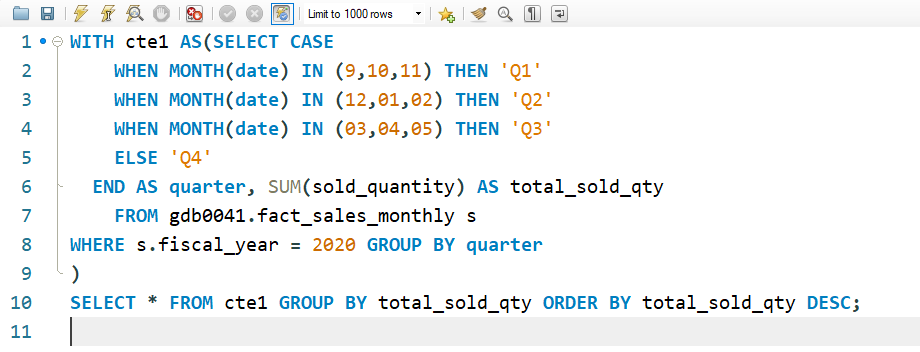 Limit to 1000 rows
1 WITH cte1 AS(SELECT CASE
2 WHEN MONTH(date) IN (9,10,11) THEN 'Q1'
3 WHEN MONTH(date) IN (12,01,02) THEN 'Q2'
4 WHEN MONTH(date) IN (03,04,05) THEN 'Q3'
5 ELSE 'Q4'
6 END AS quarter, SUM(sold_quantity) AS total_sold_qty
7 FROM gdb0041.fact_sales_monthly s
8 WHERE s.fiscal_year = 2020 GROUP BY quarter
9 )
10 SELECT * FROM cte1 GROUP BY total_sold_qty ORDER BY total_sold_qty DESC;
11